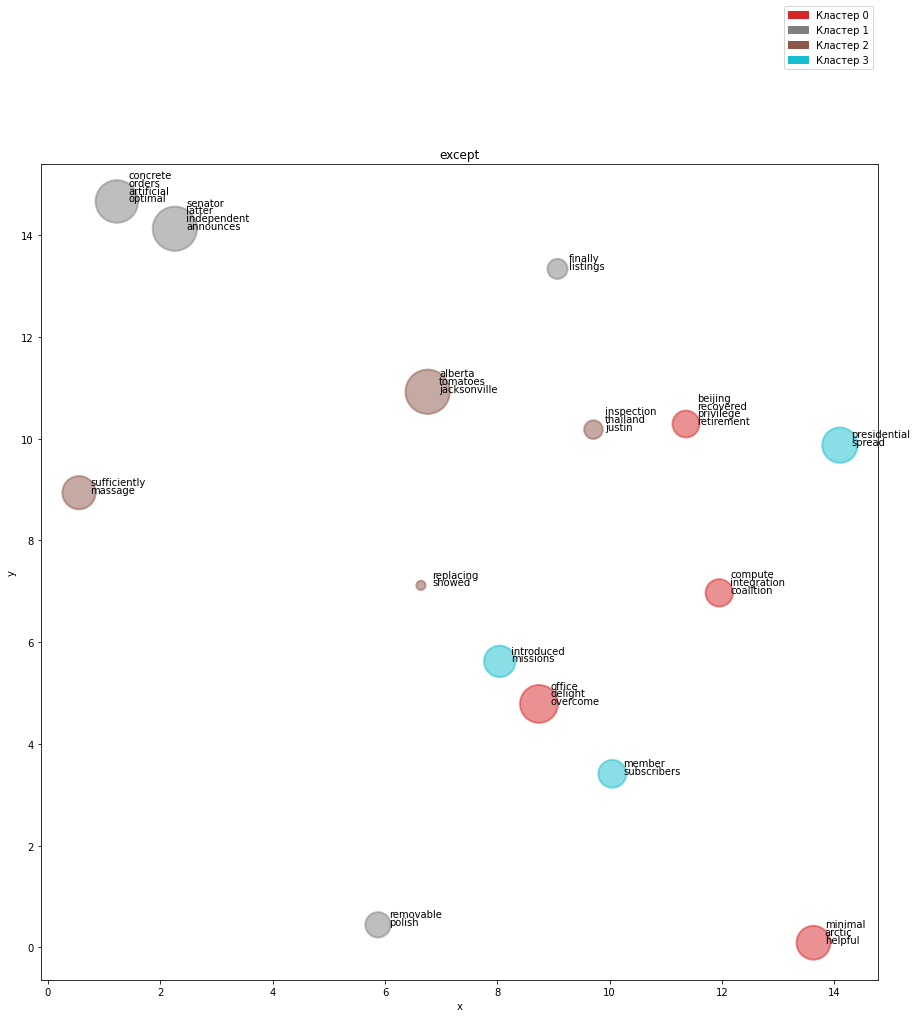 Кластер 0
Кластер 1
Кластер 2
Кластер 3
except
concrete
orders
artificial
optimal
senator
latter
independent
announces
finally
listings
alberta
tomatoes
jacksonville
inspection
thailand
justin
beijing
recovered
privilege
retirement
presidential
spread
sufficiently
massage
replacing
showed
compute
integration
coalition
introduced
missions
office
delight
overcome
member
subscribers
removable
polish
minimal
arctic
helpful
14
12
10
8
6
4
2
0
y
0
2
4
6
8
10
12
14
x